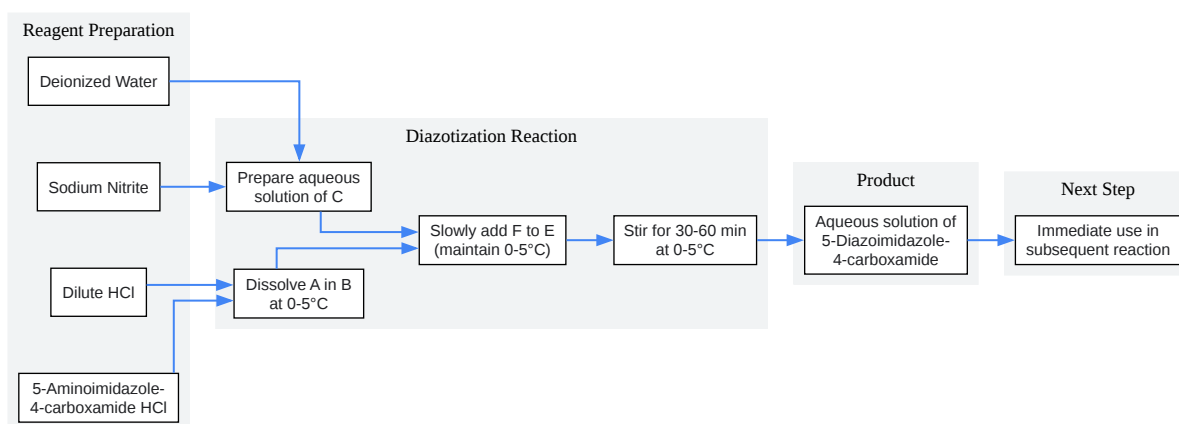 Reagent Preparation
Deionized Water
Sodium Nitrite
Dilute HCl
5-Aminoimidazole-
4-carboxamide HCl
Diazotization Reaction
Prepare aqueous
solution of C
Dissolve A in B
at 0-5°C
Slowly add F to E
(maintain 0-5°C)
Stir for 30-60 min
at 0-5°C
Product
Aqueous solution of
5-Diazoimidazole-
4-carboxamide
Next Step
Immediate use in
subsequent reaction